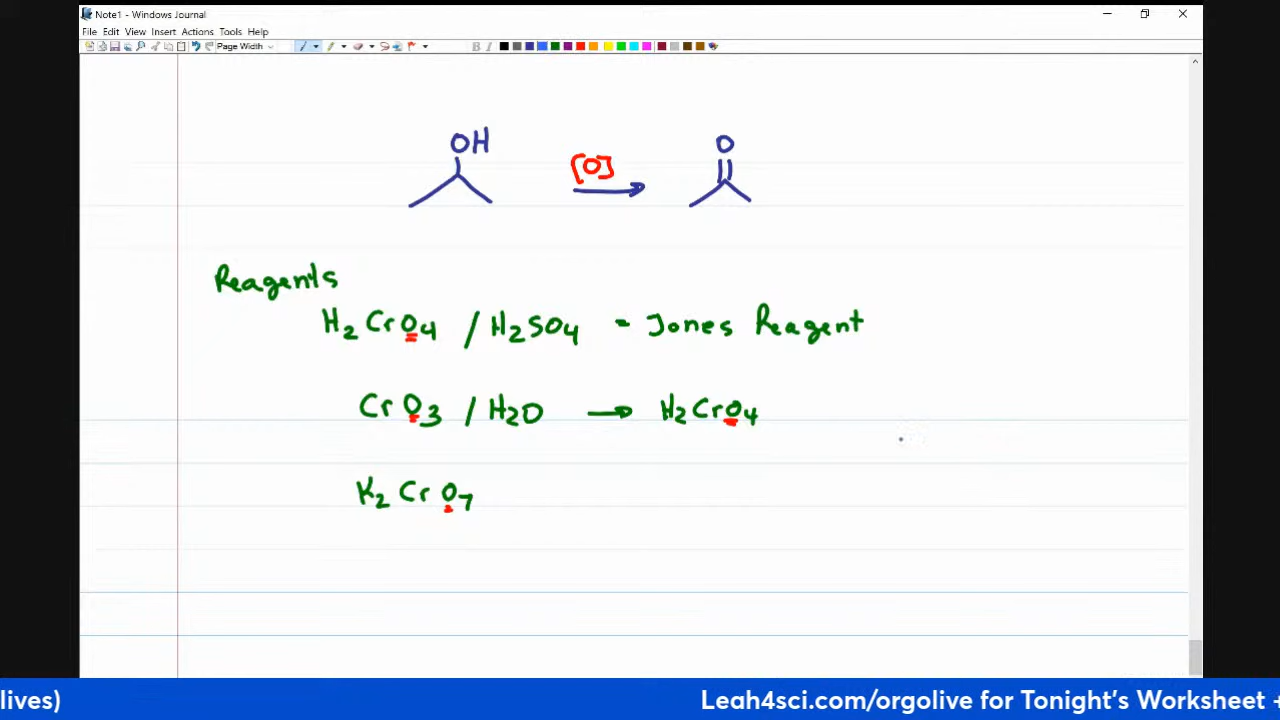 Note1 - Windows Journal
File Edit View Insert Actions Tools Help
Page Width
B I
OH
[O]
O
Reagents
H2CrO4 / H2SO4 - Jones Reagent
CrO3 / H2O → H2CrO4
K2CrO7
lives)
Leah4sci.com/orgolive for Tonight's Worksheet +